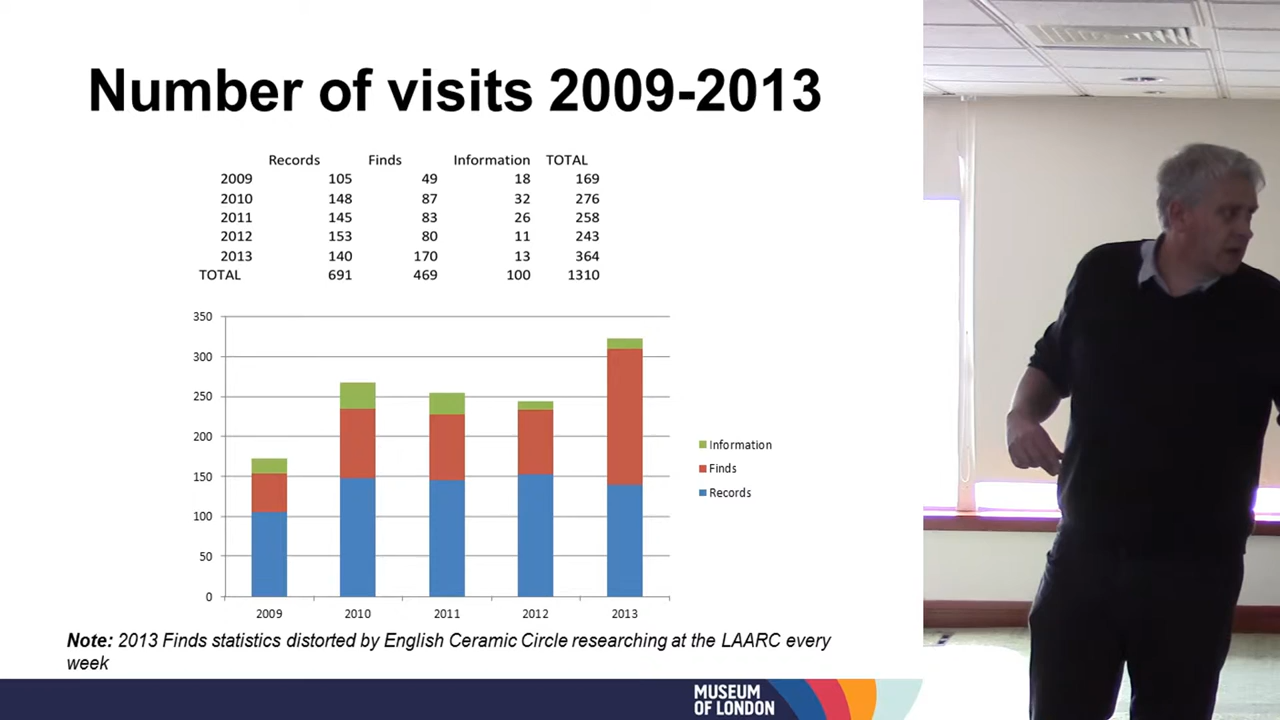 Number of visits 2009-2013
Records Finds Information TOTAL
2009 105 49 18 169
2010 148 87 32 276
2011 145 83 26 258
2012 153 80 11 243
2013 140 170 13 364
TOTAL 691 469 100 1310
350
300
250
200
150
100
50
0
2009 2010 2011 2012 2013
Information
Finds
Records
Note: 2013 Finds statistics distorted by English Ceramic Circle researching at the LAARC every
week
MUSEUM
OF LONDON